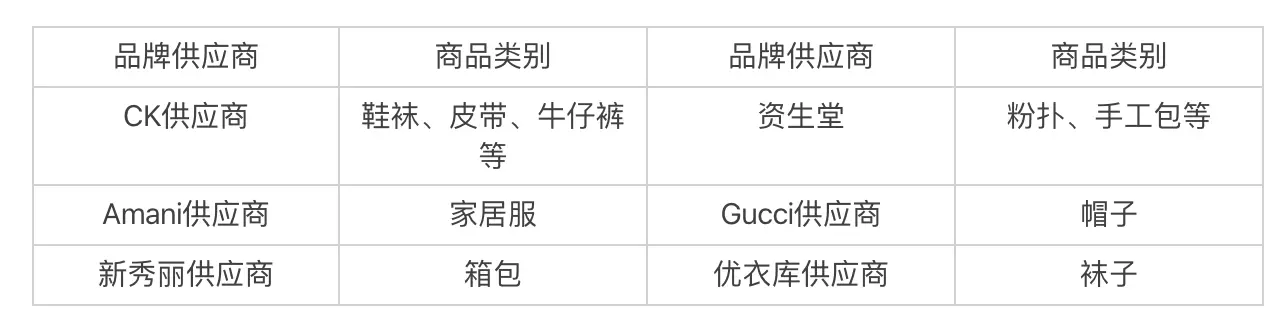 品牌供应商 商品类别 品牌供应商 商品类别
CK供应商 鞋袜、皮带、牛仔裤等 资生堂 粉扑、手工包等
Amani供应商 家居服 Gucci供应商 帽子
新秀丽供应商 箱包 优衣库供应商 袜子